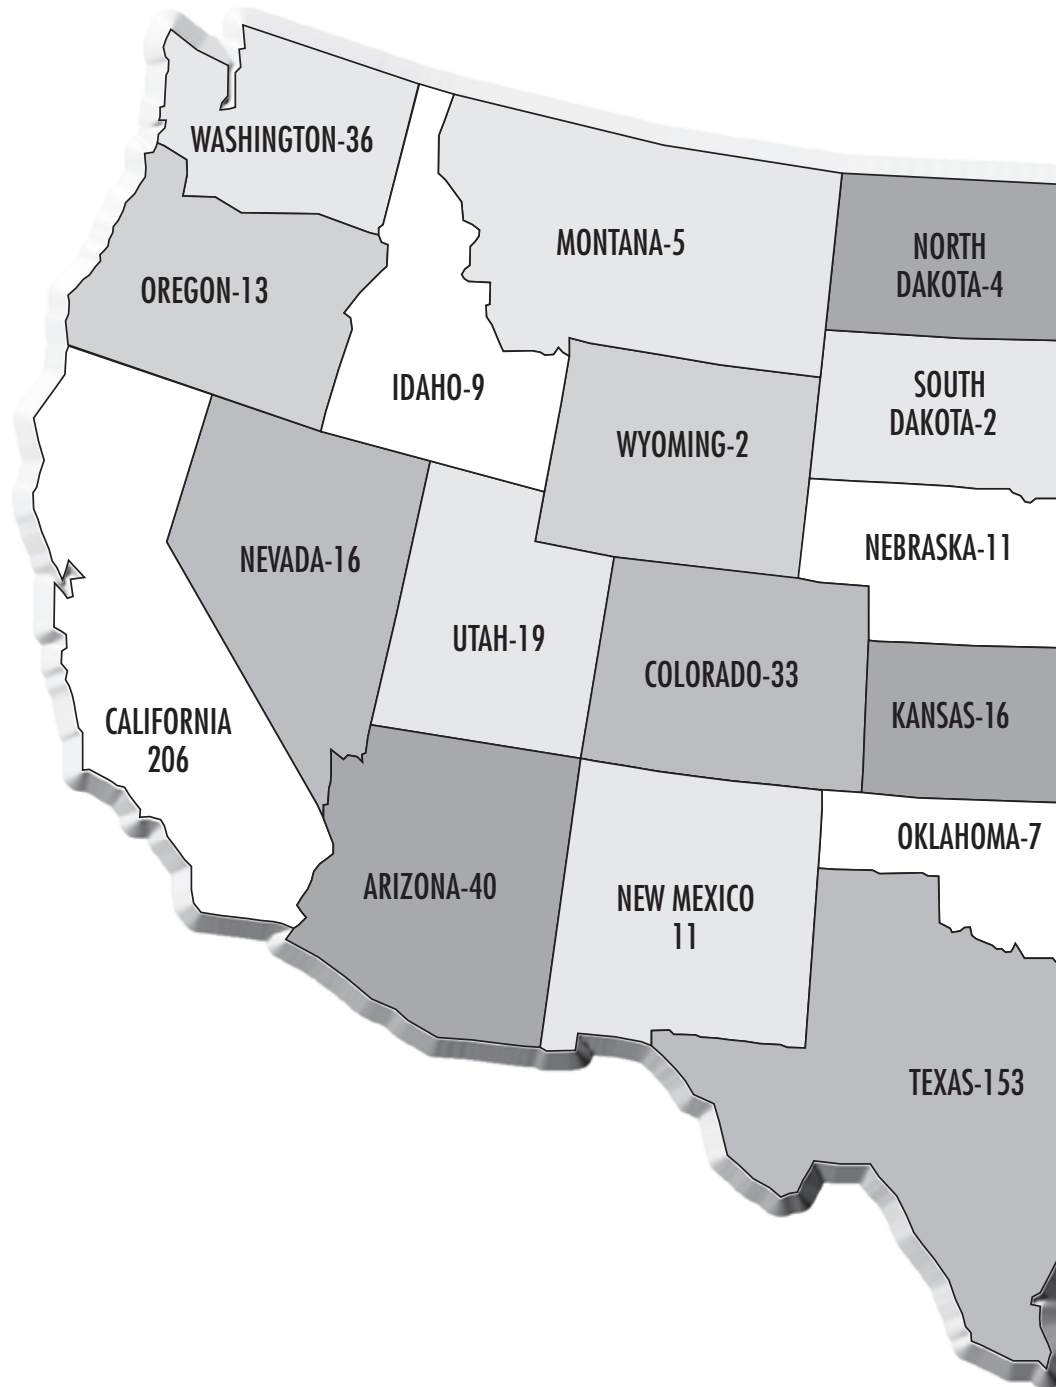 WASHINGTON-36
MONTANA-5
NORTH
DAKOTA-4
OREGON-13
IDAHO-9
SOUTH
DAKOTA-2
WYOMING-2
NEBRASKA-11
NEVADA-16
UTAH-19
COLORADO-33
KANSAS-16
CALIFORNIA
206
OKLAHOMA-7
ARIZONA-40
NEW MEXICO
11
TEXAS-153